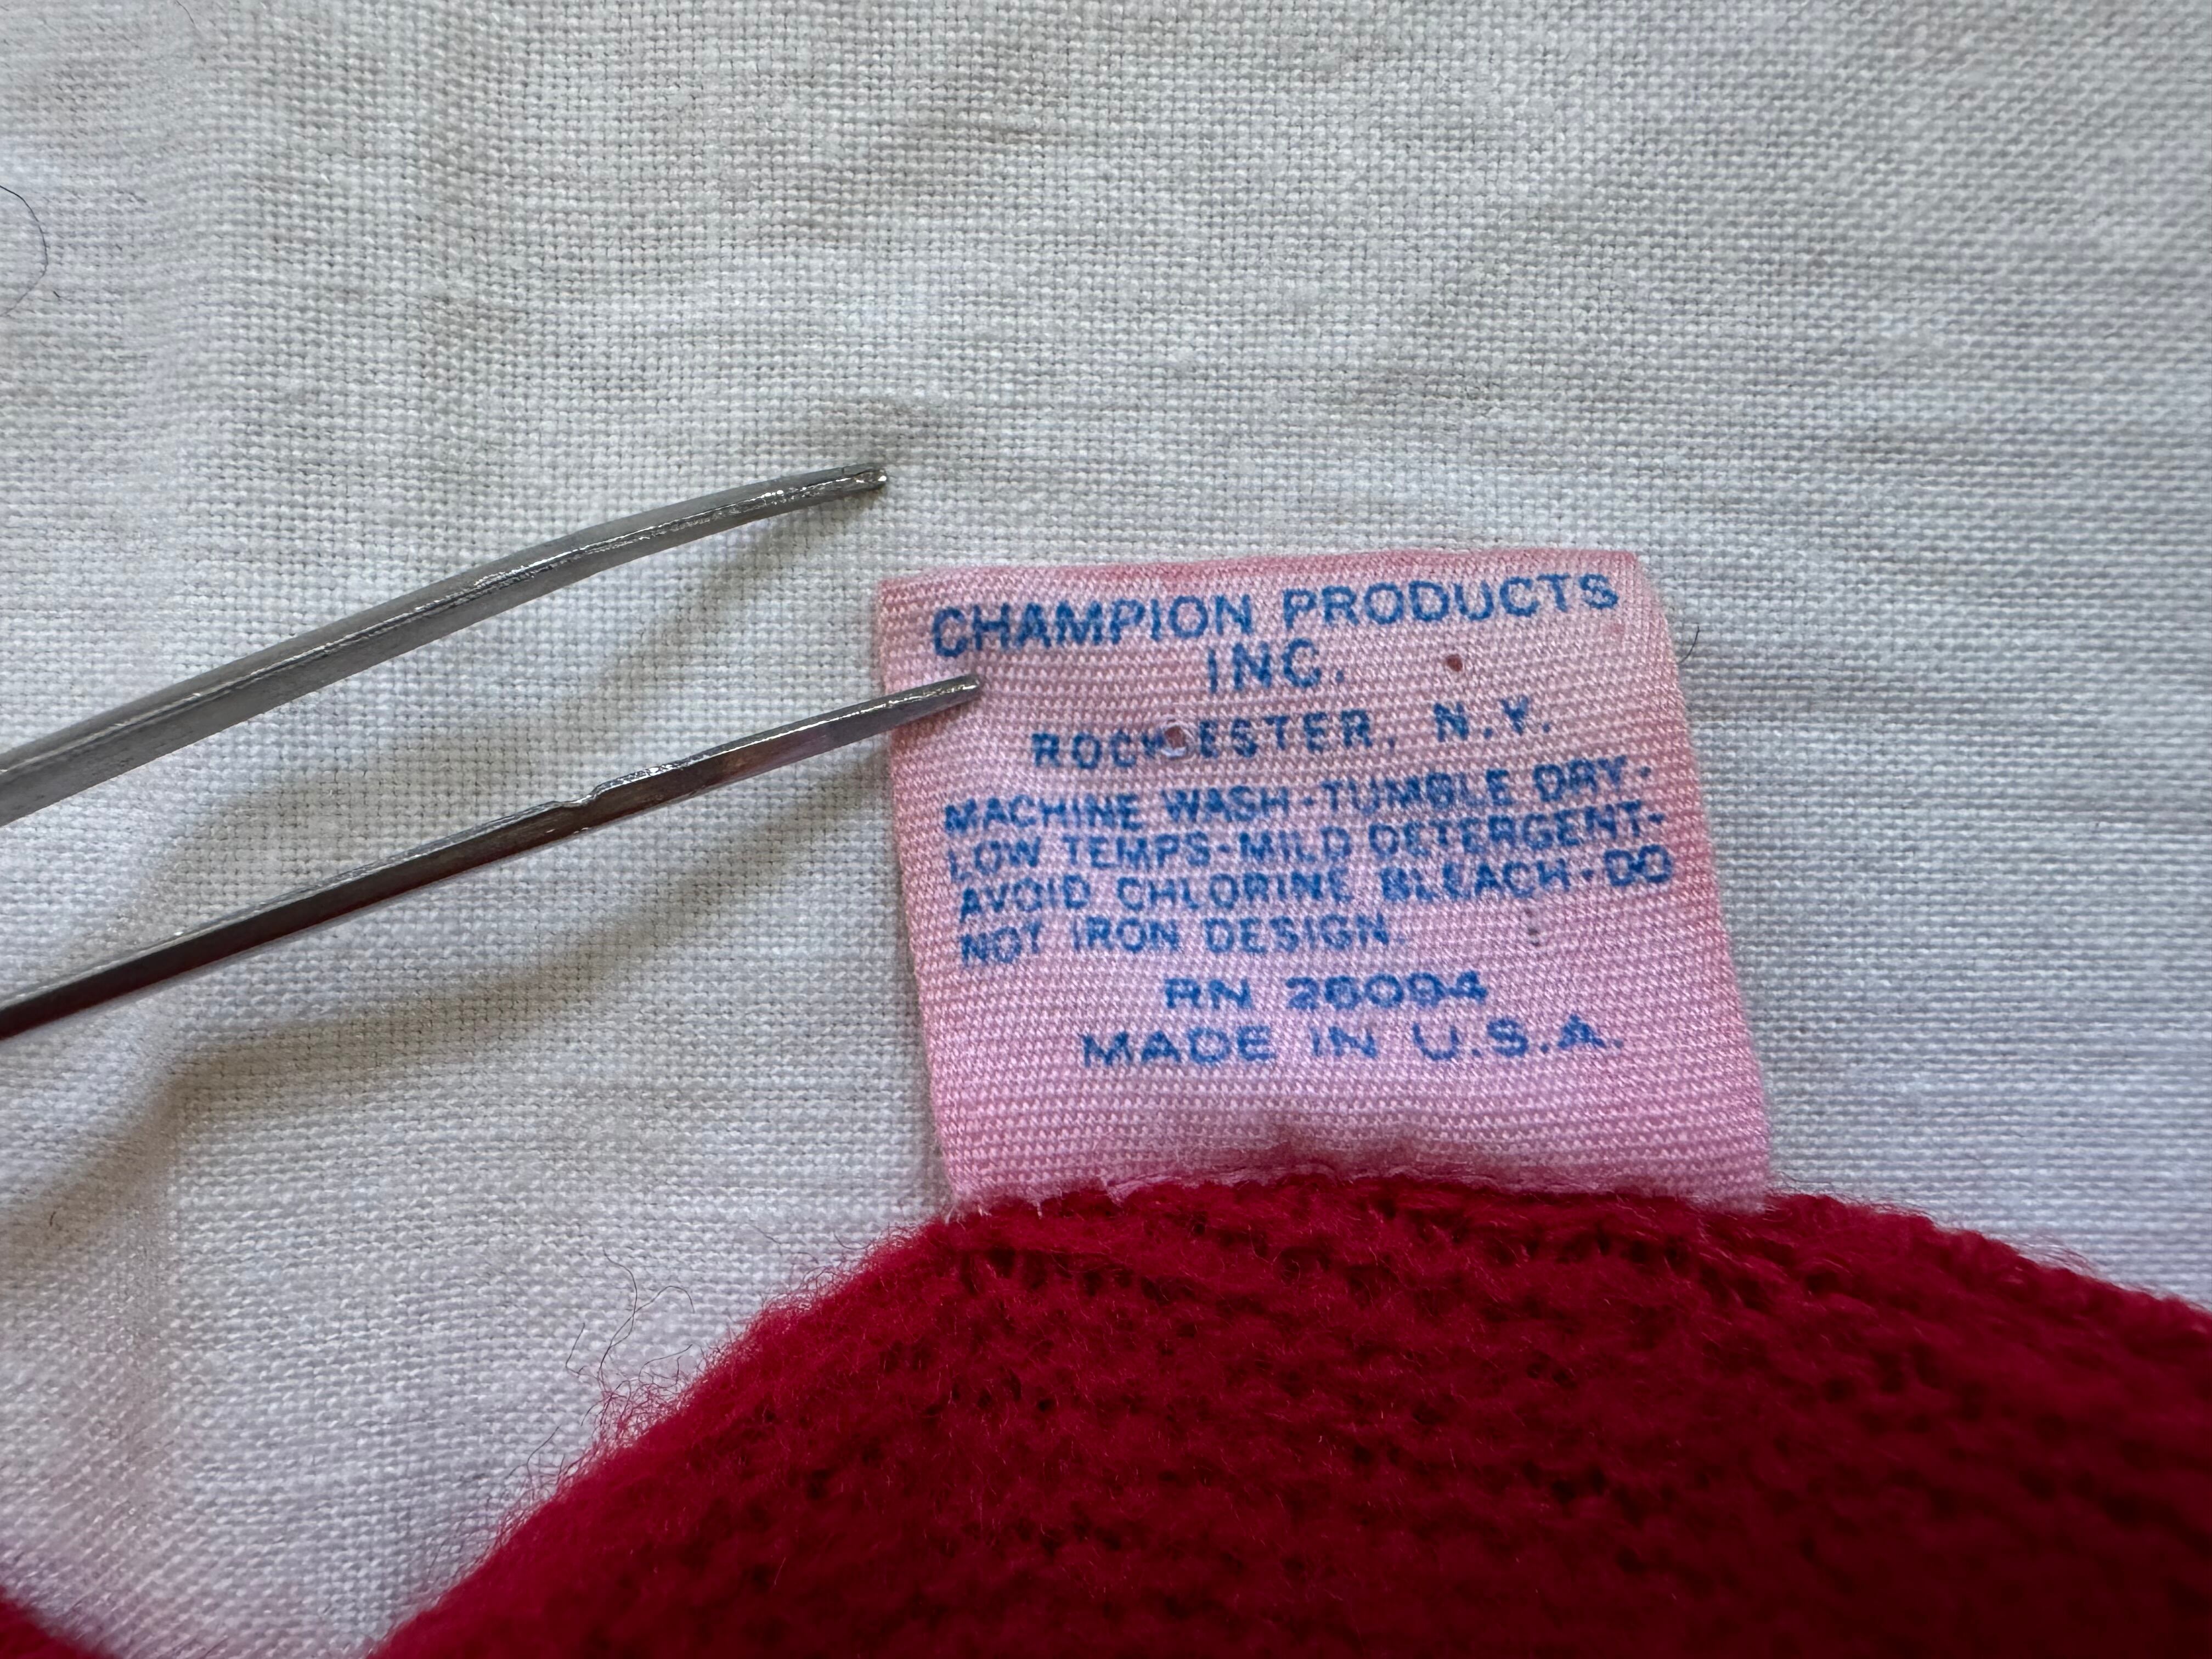 CHAMPION PRODUCTS
INC.
ROCHESTER, N.Y.
MACHINE WASH-TUMBLE DRY-
LOW TEMPS-MILD DETERGENT-
AVOID CHLORINE BLEACH-DO
NOT IRON DESIGN.
RN 26094
MADE IN U.S.A.